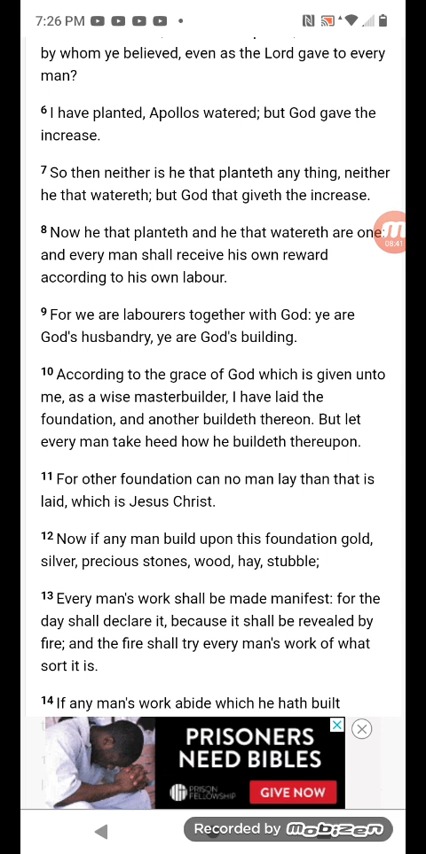 7:26 PM
by whom ye believed, even as the Lord gave to every
man?
6 I have planted, Apollos watered; but God gave the
increase.
7 So then neither is he that planteth any thing, neither
he that watereth; but God that giveth the increase.
8 Now he that planteth and he that watereth are one:
and every man shall receive his own reward
according to his own labour.
08:41
9 For we are labourers together with God: ye are
God's husbandry, ye are God's building.
10 According to the grace of God which is given unto
me, as a wise masterbuilder, I have laid the
foundation, and another buildeth thereon. But let
every man take heed how he buildeth thereupon.
11 For other foundation can no man lay than that is
laid, which is Jesus Christ.
12 Now if any man build upon this foundation gold,
silver, precious stones, wood, hay, stubble;
13 Every man's work shall be made manifest: for the
day shall declare it, because it shall be revealed by
fire; and the fire shall try every man's work of what
sort it is.
14 If any man's work abide which he hath built
PRISONERS
NEED BIBLES
PRISON
FELLOWSHIP
GIVE NOW
Recorded by mobizen